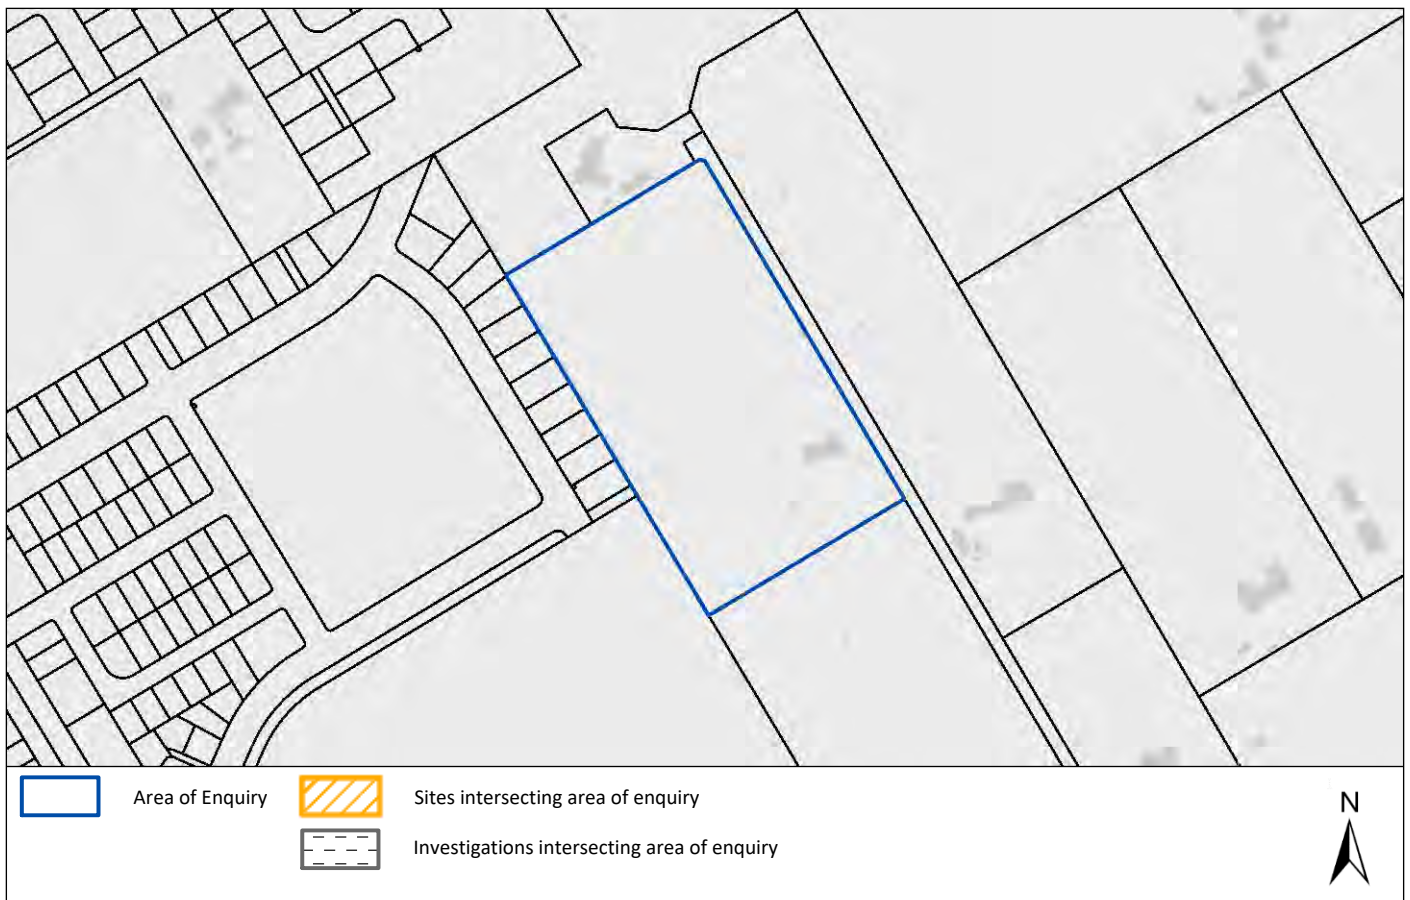 Area of Enquiry
Sites intersecting area of enquiry
Investigations intersecting area of enquiry
N